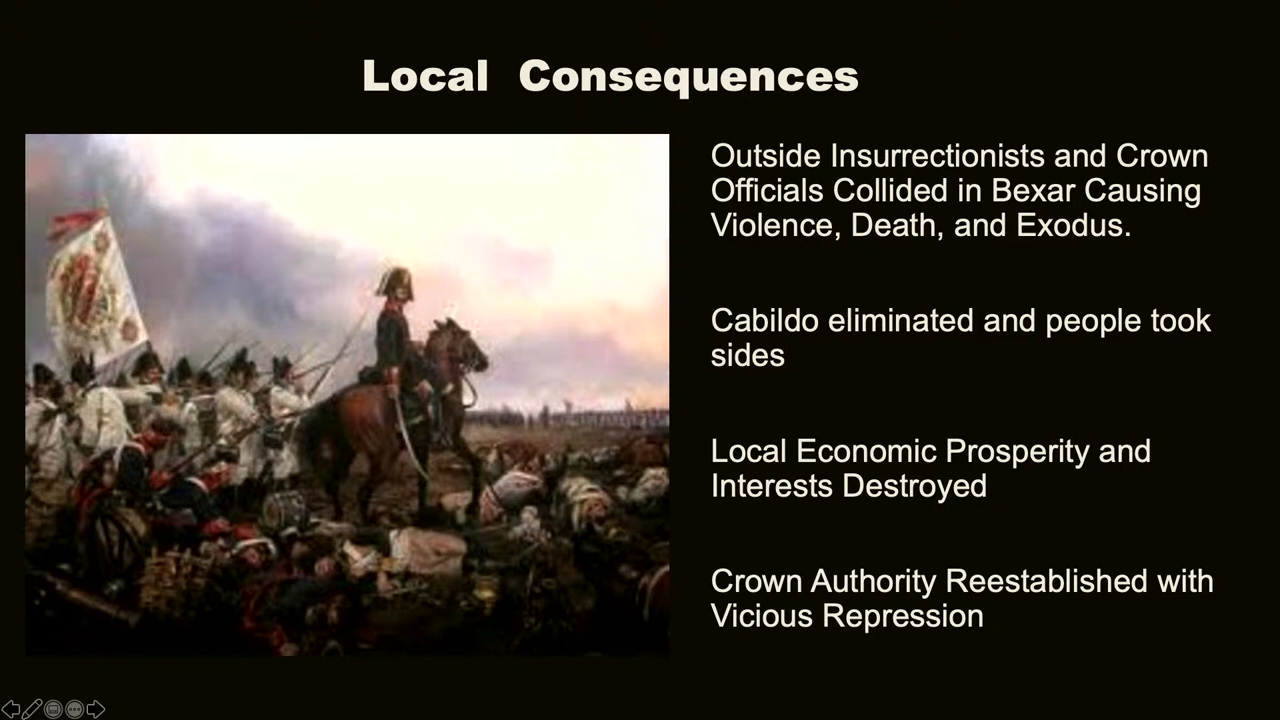 Local Consequences
Outside Insurrectionists and Crown
Officials Collided in Bexar Causing
Violence, Death, and Exodus.
Cabildo eliminated and people took
sides
Local Economic Prosperity and
Interests Destroyed
Crown Authority Reestablished with
Vicious Repression